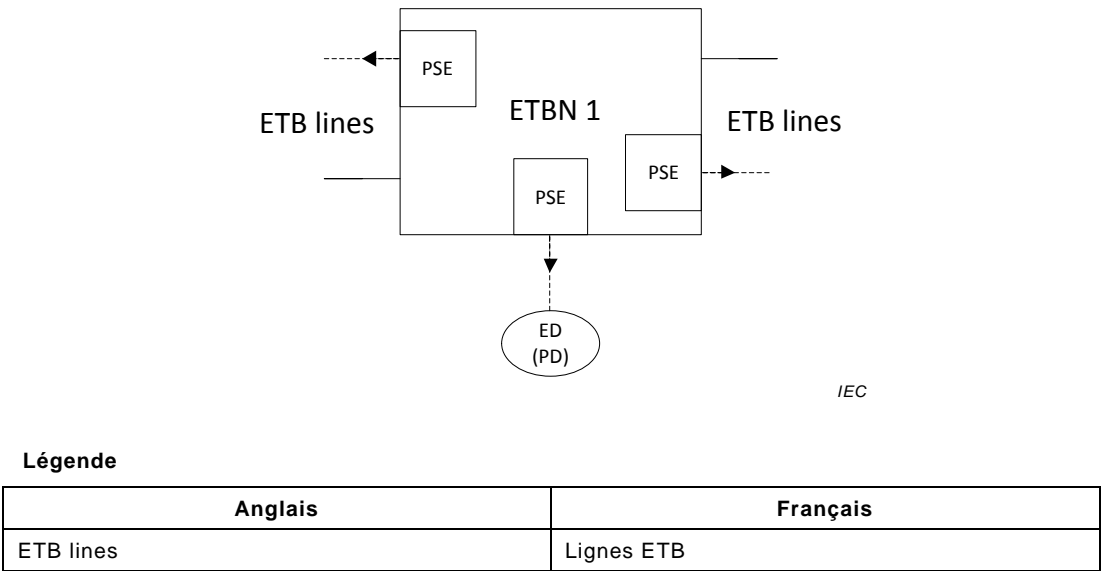 PSE
ETBN 1
ETB lines
ETB lines
PSE
PSE
ED
(PD)
IEC
Légende
Anglais Français
ETB lines Lignes ETB